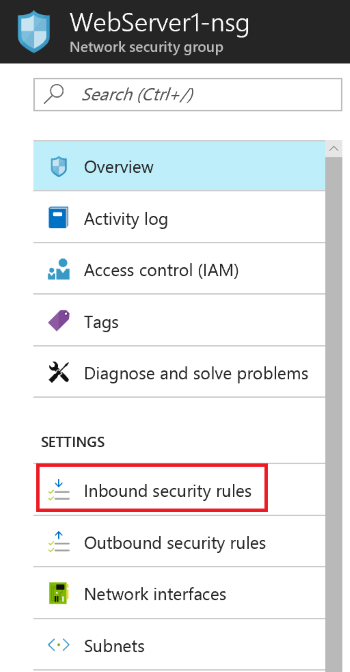 WebServer1-nsg
Network security group
Search (Ctrl+/)
Overview
Activity log
Access control (IAM)
Tags
Diagnose and solve problems
SETTINGS
Inbound security rules
Outbound security rules
Network interfaces
Subnets